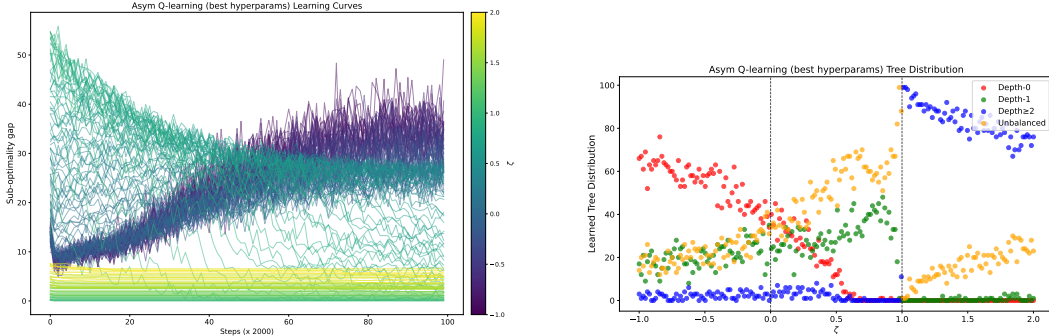 Asym Q-learning (best hyperparams) Learning Curves
Sub-optimality gap
50
40
30
20
10
0
0
20
40
60
80
100
Steps (x 2000)
2.0
1.5
1.0
0.5
0.0
−0.5
−1.0
ζ
Asym Q-learning (best hyperparams) Tree Distribution
Learned Tree Distribution
100
80
60
40
20
0
−1.0
−0.5
0.0
0.5
1.0
1.5
2.0
ζ
Depth-0
Depth-1
Depth≥2
Unbalanced